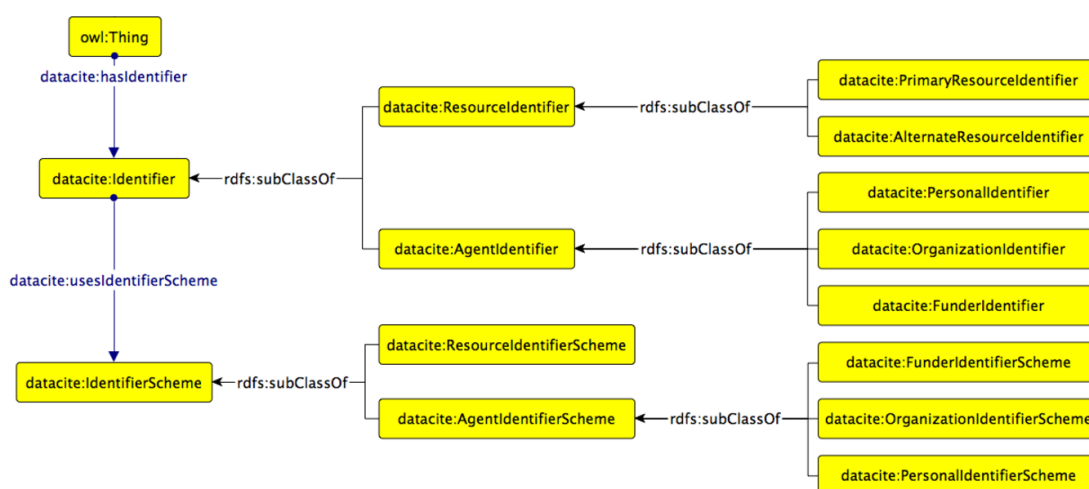 owl:Thing
datacite:hasIdentifier
datacite:Identifier
datacite:usesIdentifierScheme
datacite:IdentifierScheme
rdfs:subClassOf
datacite:ResourceIdentifier
rdfs:subClassOf
datacite:PrimaryResourceIdentifier
datacite:AlternateResourceIdentifier
datacite:AgentIdentifier
rdfs:subClassOf
datacite:PersonalIdentifier
datacite:OrganizationIdentifier
datacite:FunderIdentifier
rdfs:subClassOf
datacite:ResourceIdentifierScheme
datacite:AgentIdentifierScheme
rdfs:subClassOf
datacite:FunderIdentifierScheme
datacite:OrganizationIdentifierScheme
datacite:PersonalIdentifierScheme